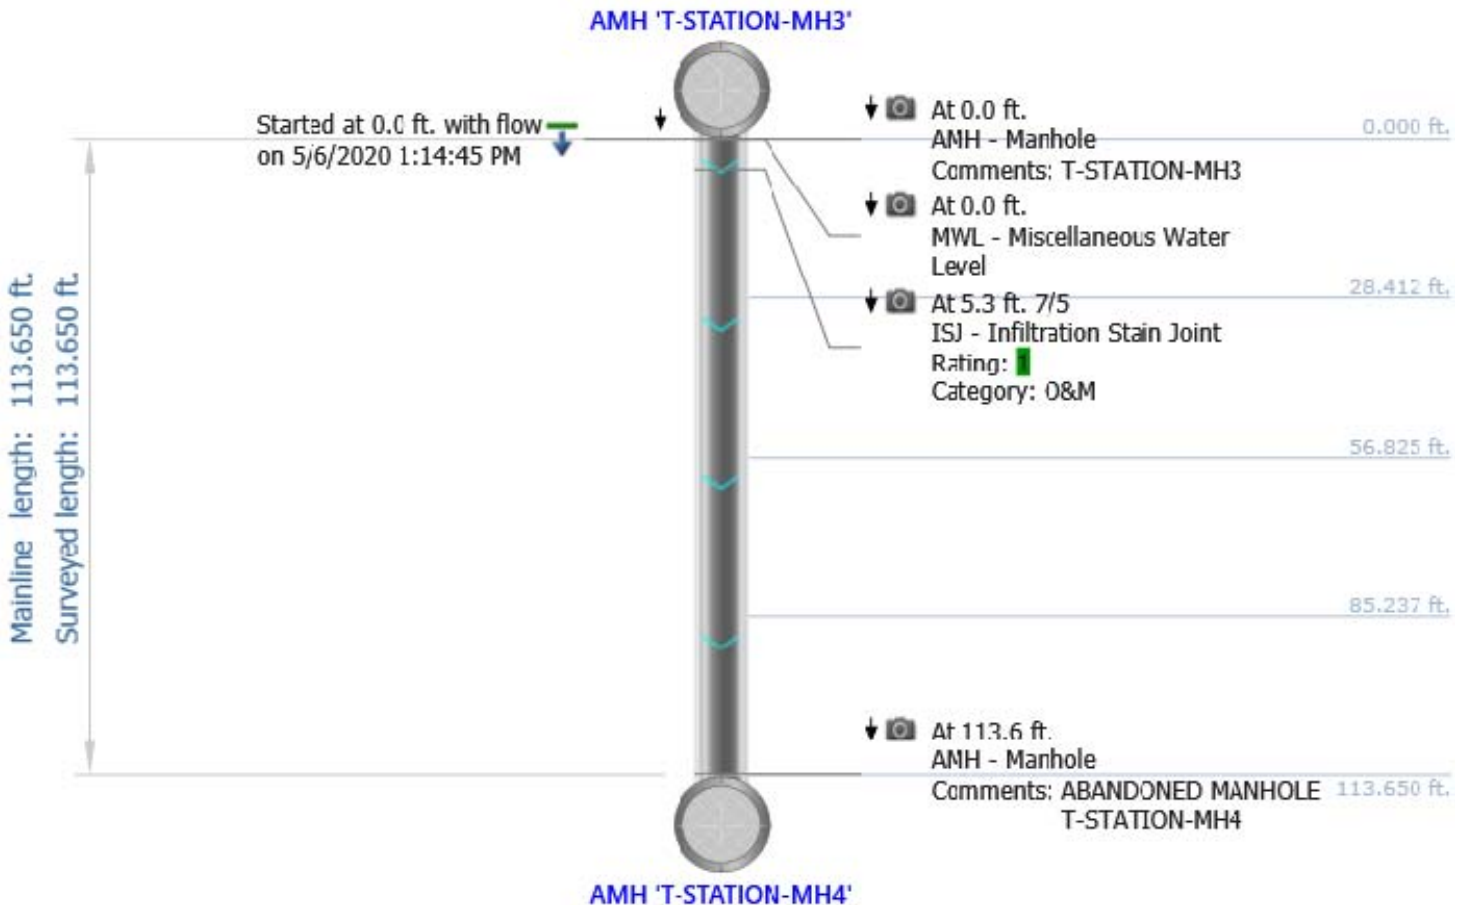 AMH 'T-STATION-MH3'
Started at 0.0 ft. with flow
on 5/6/2020 1:14:45 PM
At 0.0 ft.
AMH - Manhole
Comments: T-STATION-MH3
0.000 ft.
At 0.0 ft.
MWL - Miscellaneous Water
Level
28.412 ft.
At 5.3 ft. 7/5
ISJ - Infiltration Stain Joint
Rating:
Category: O&M
Mainline length: 113.650 ft.
Surveyed length: 113.650 ft.
56.825 ft.
85.237 ft.
At 113.6 ft.
AMH - Manhole
Comments: ABANDONED MANHOLE
T-STATION-MH4
113.650 ft.
AMH 'T-STATION-MH4'